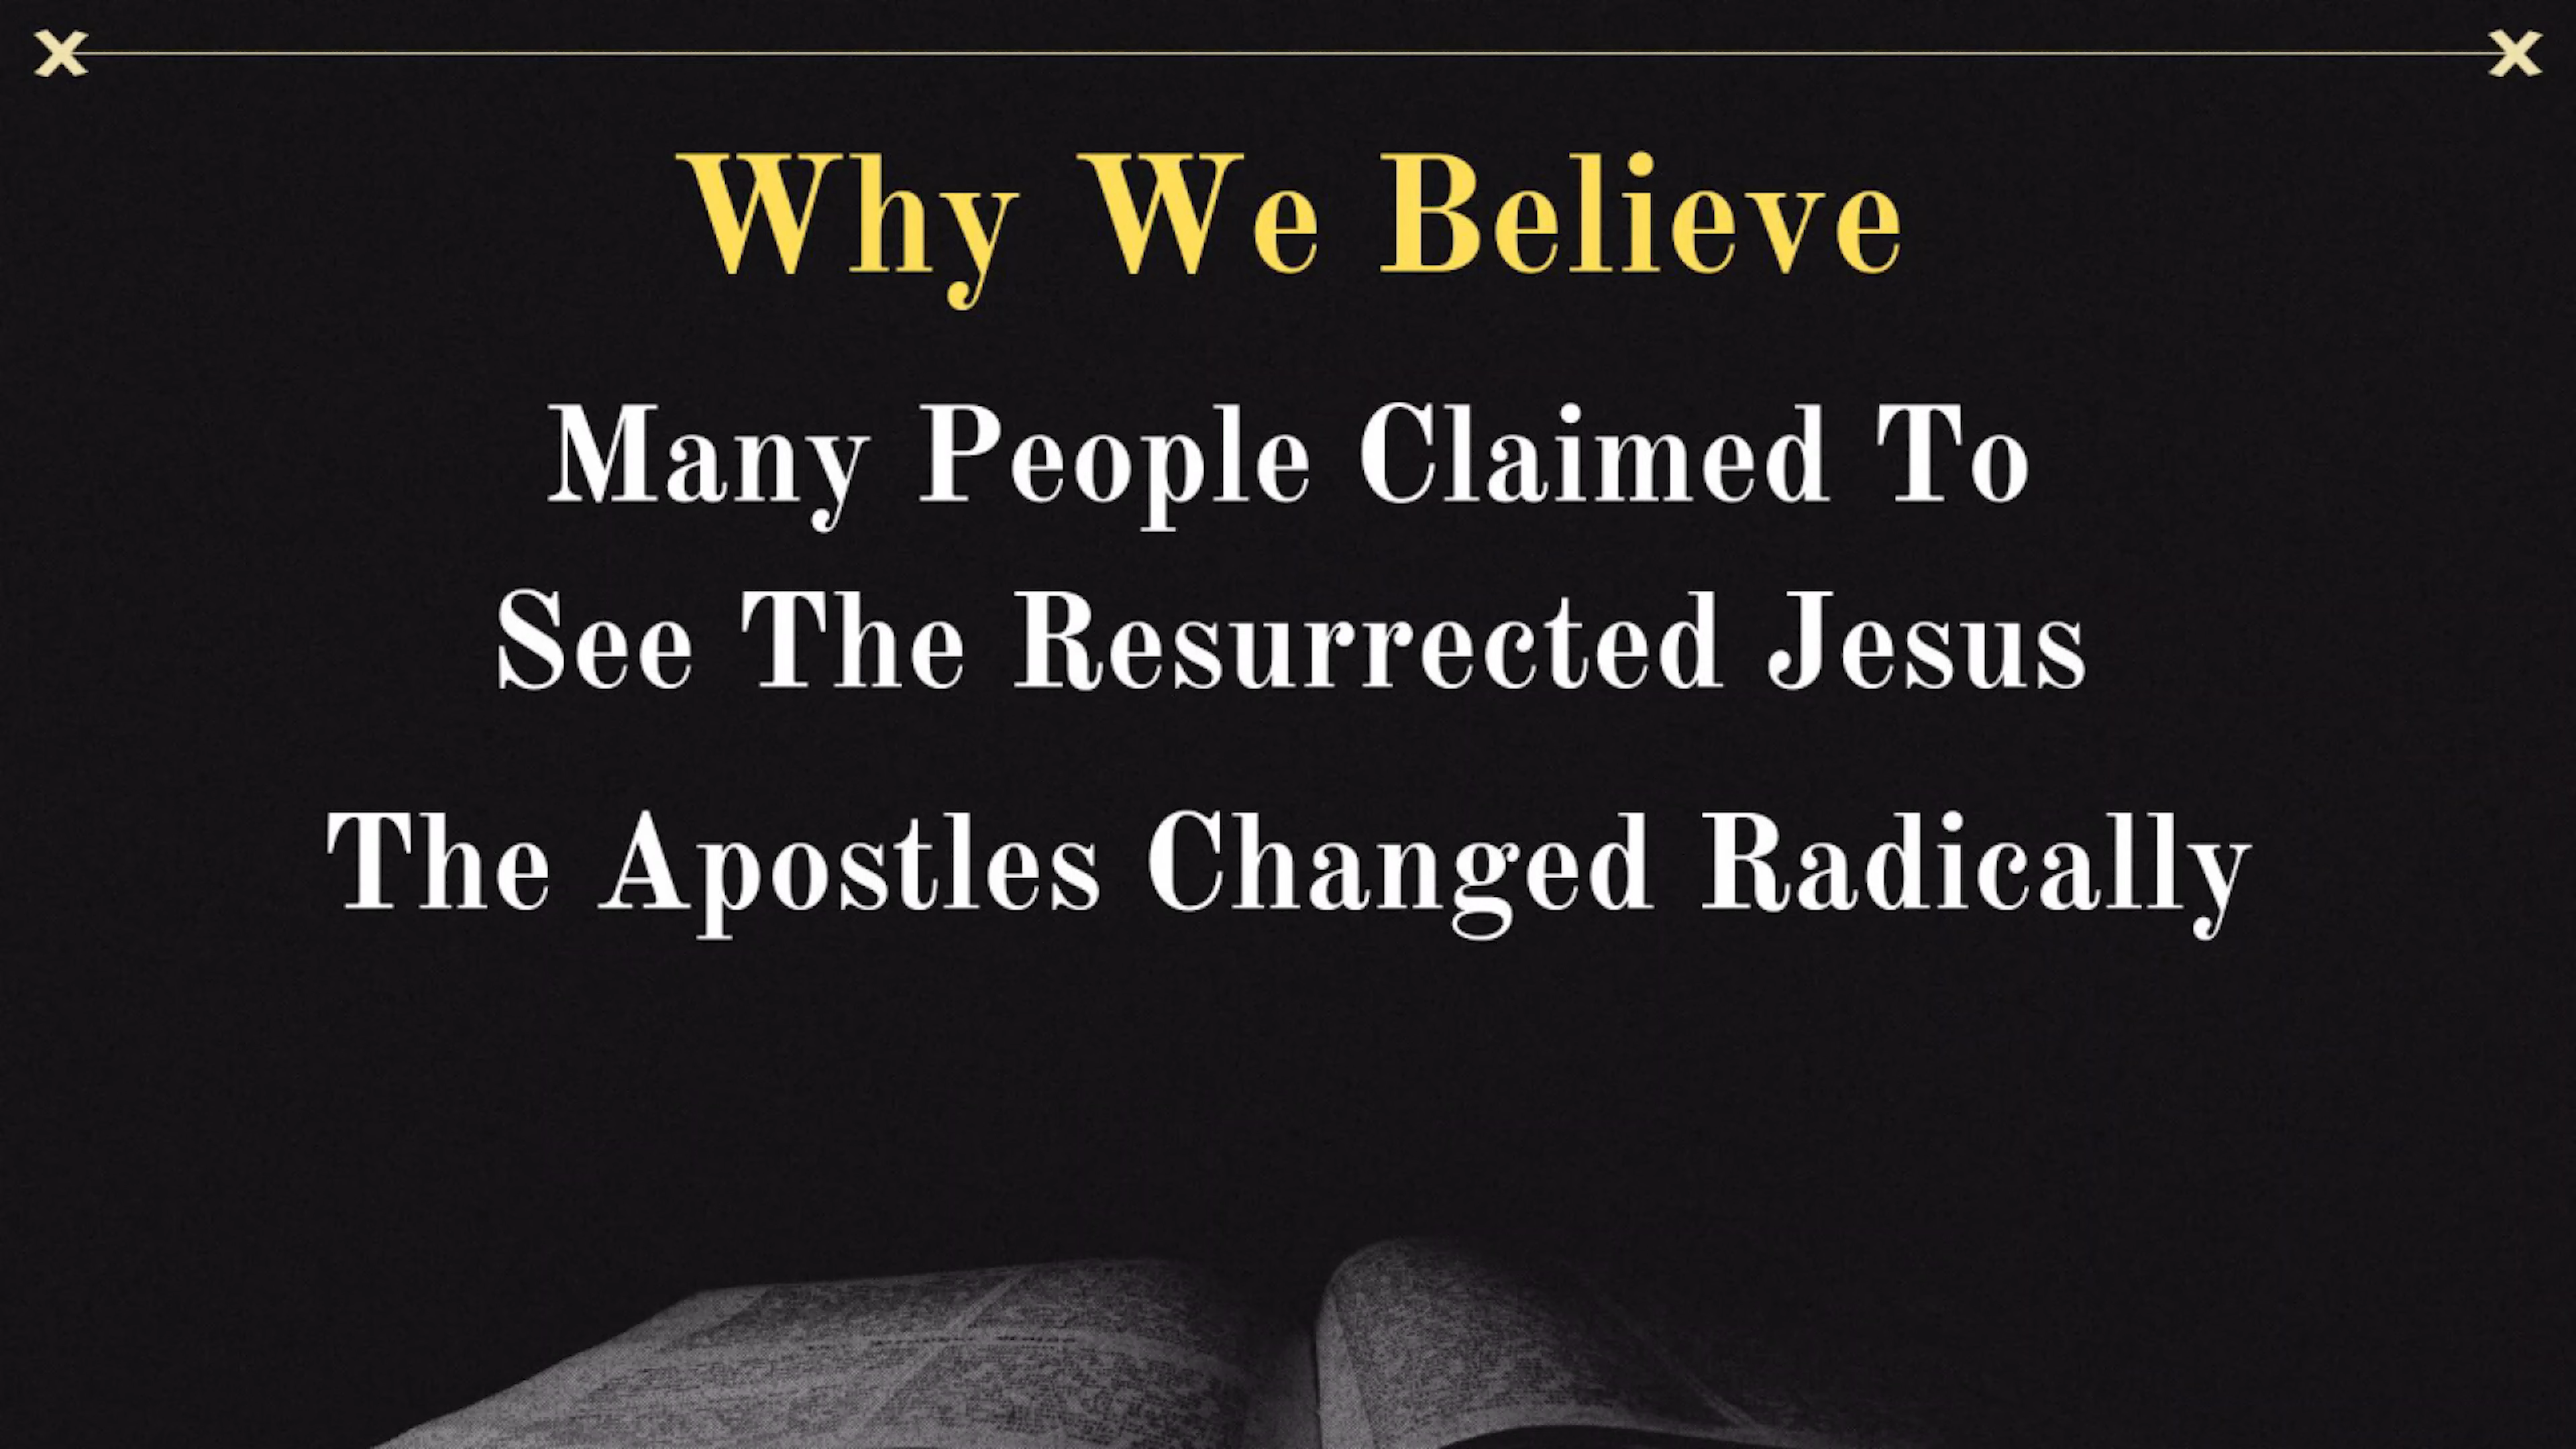 Why We Believe
Many People Claimed To
See The Resurrected Jesus
The Apostles Changed Radically